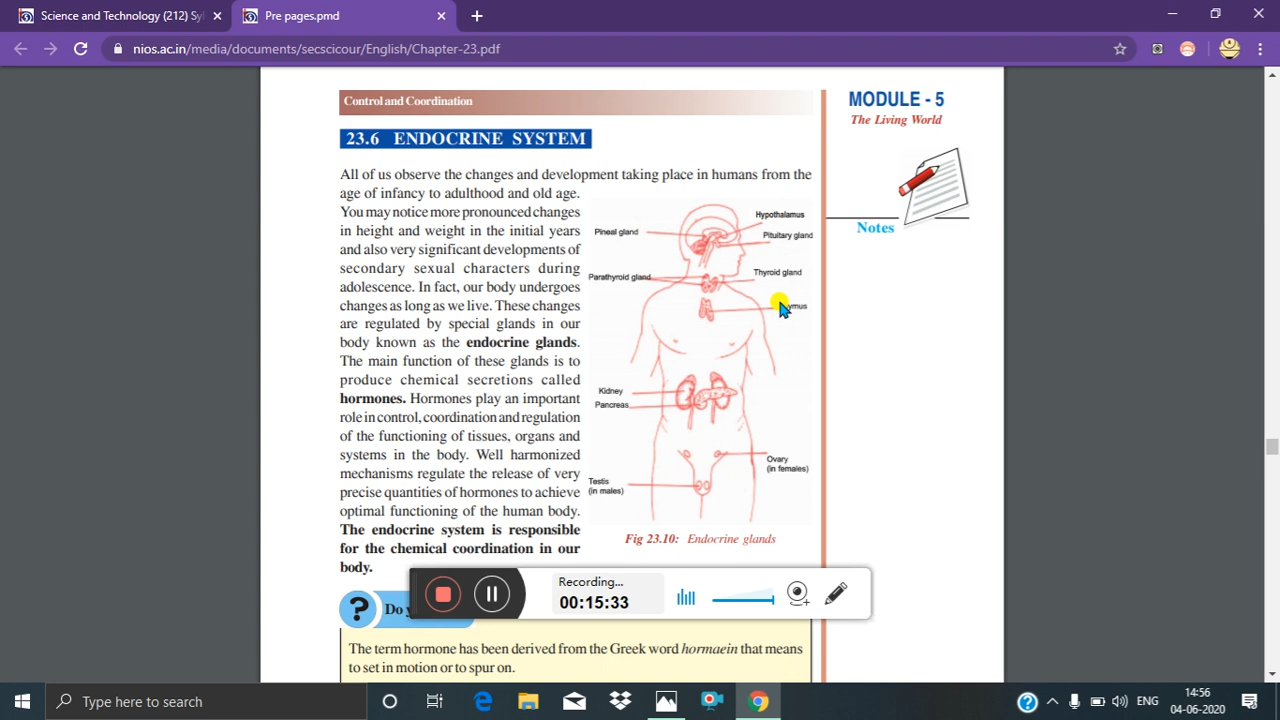 Science and Technology (212) Syl
Pre pages.pmd
nios.ac.in/media/documents/secscicour/English/Chapter-23.pdf
Control and Coordination
MODULE - 5
The Living World
Notes
23.6 ENDOCRINE SYSTEM
All of us observe the changes and development taking place in humans from the
age of infancy to adulthood and old age.
You may notice more pronounced changes
in height and weight in the initial years
and also very significant developments of
secondary sexual characters during
adolescence. In fact, our body undergoes
changes as long as we live. These changes
are regulated by special glands in our
body known as the endocrine glands.
The main function of these glands is to
produce chemical secretions called
hormones. Hormones play an important
role in control, coordination and regulation
of the functioning of tissues, organs and
systems in the body. Well harmonized
mechanisms regulate the release of very
precise quantities of hormones to achieve
optimal functioning of the human body.
The endocrine system is responsible
for the chemical coordination in our
body.
Hypothalamus
Pineal gland
Pituitary gland
Thyroid gland
Parathyroid gland
ymus
Kidney
Pancreas
Ovary
(in females)
Testis
(in males)
Fig 23.10: Endocrine glands
Recording...
00:15:33
? Do
The term hormone has been derived from the Greek word hormaein that means
to set in motion or to spur on.
Type here to search
ENG
14:56
04-06-2020